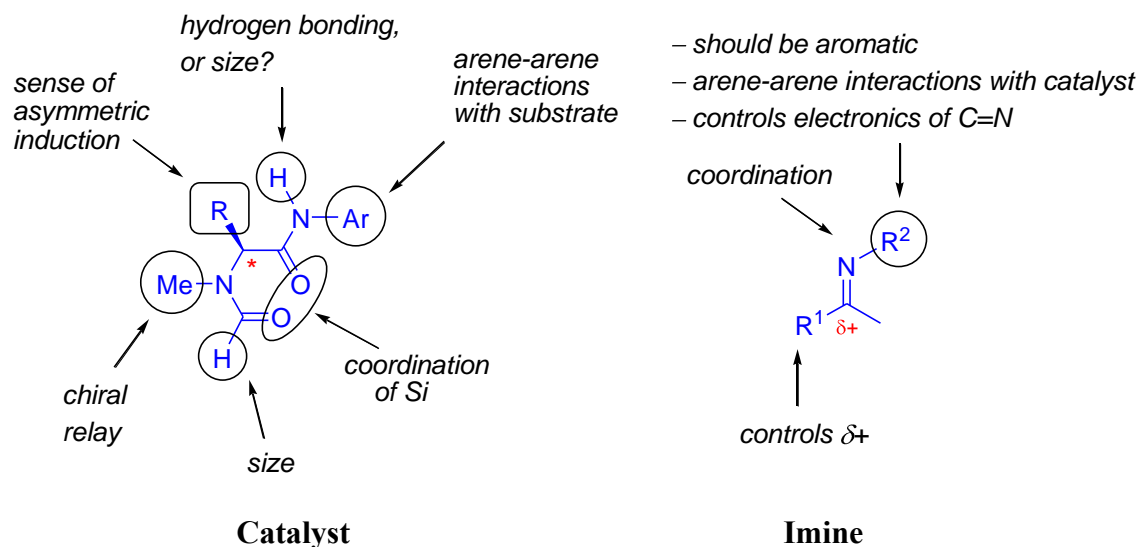 hydrogen bonding,
or size?
sense of
asymmetric
induction
arene-arene
interactions
with substrate
H
R
N
Ar
*
Me
N
O
O
H
coordination
of Si
chiral
relay
size
Catalyst
– should be aromatic
– arene-arene interactions with catalyst
– controls electronics of C=N
coordination
R²
N
R¹
δ+
controls δ+
Imine